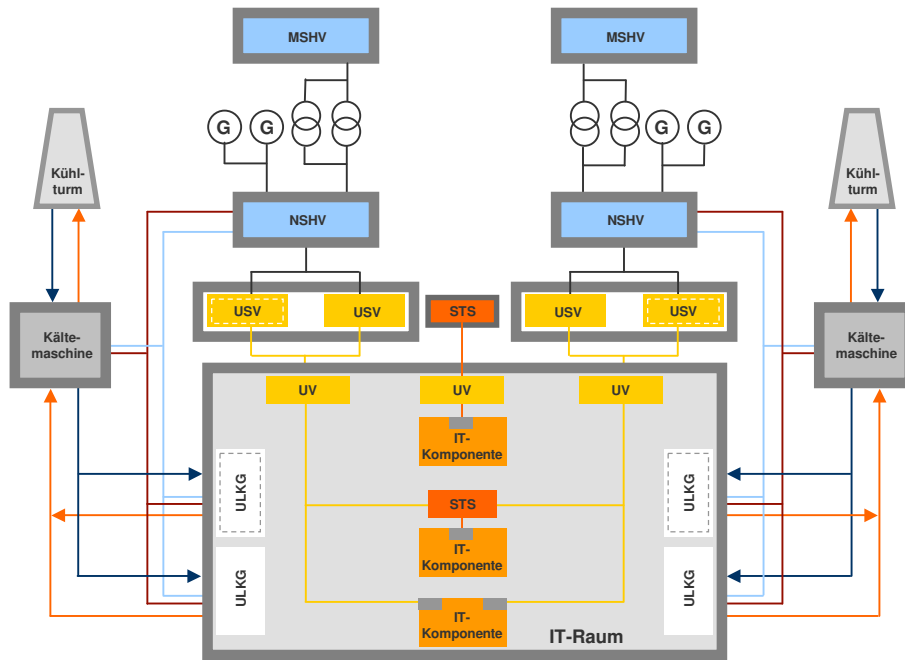 MSHV
MSHV
G
G
G
G
Kühl-
turm
Kühl-
turm
NSHV
NSHV
USV
USV
STS
USV
USV
Kälte-
maschine
Kälte-
maschine
UV
UV
UV
IT-
Komponente
ULKG
ULKG
STS
IT-
Komponente
ULKG
ULKG
IT-
Komponente
IT-Raum